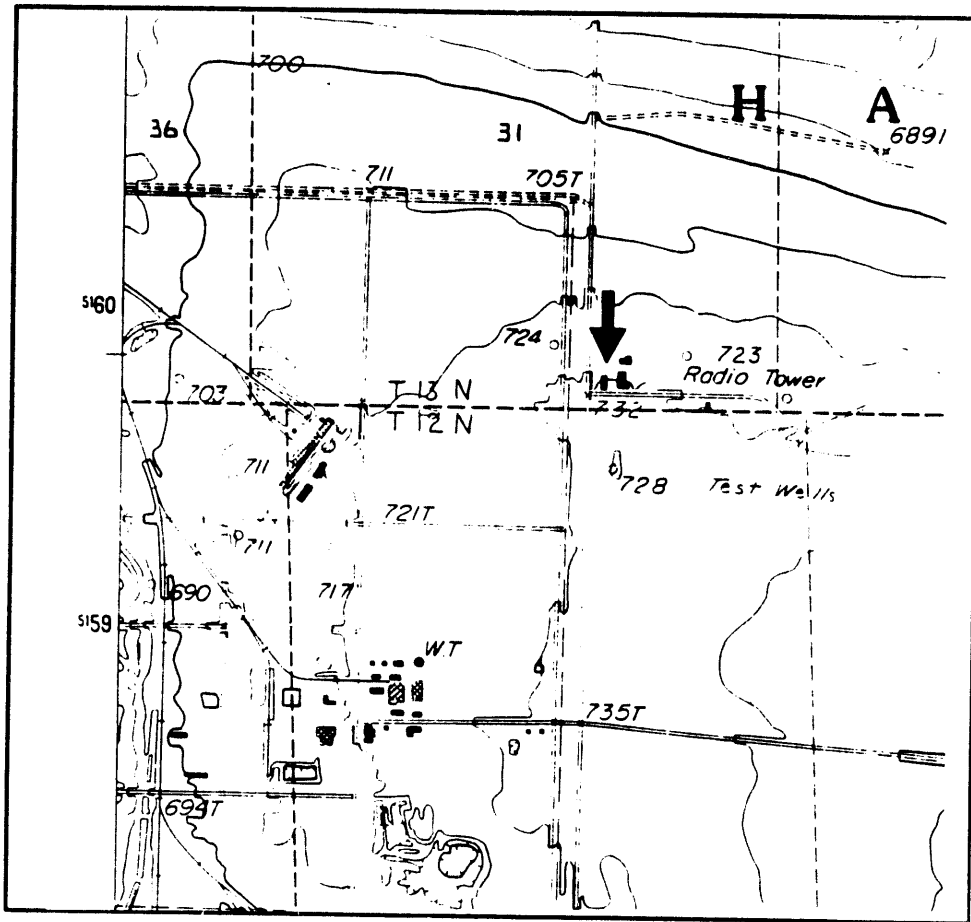 700
H A
6891
36
31
711
705T
5160
724
723
Radio Tower
T 13 N
703
T 12 N
732
711
728
Test Wells
721T
711
717
690
5159
W.T
735T
694T